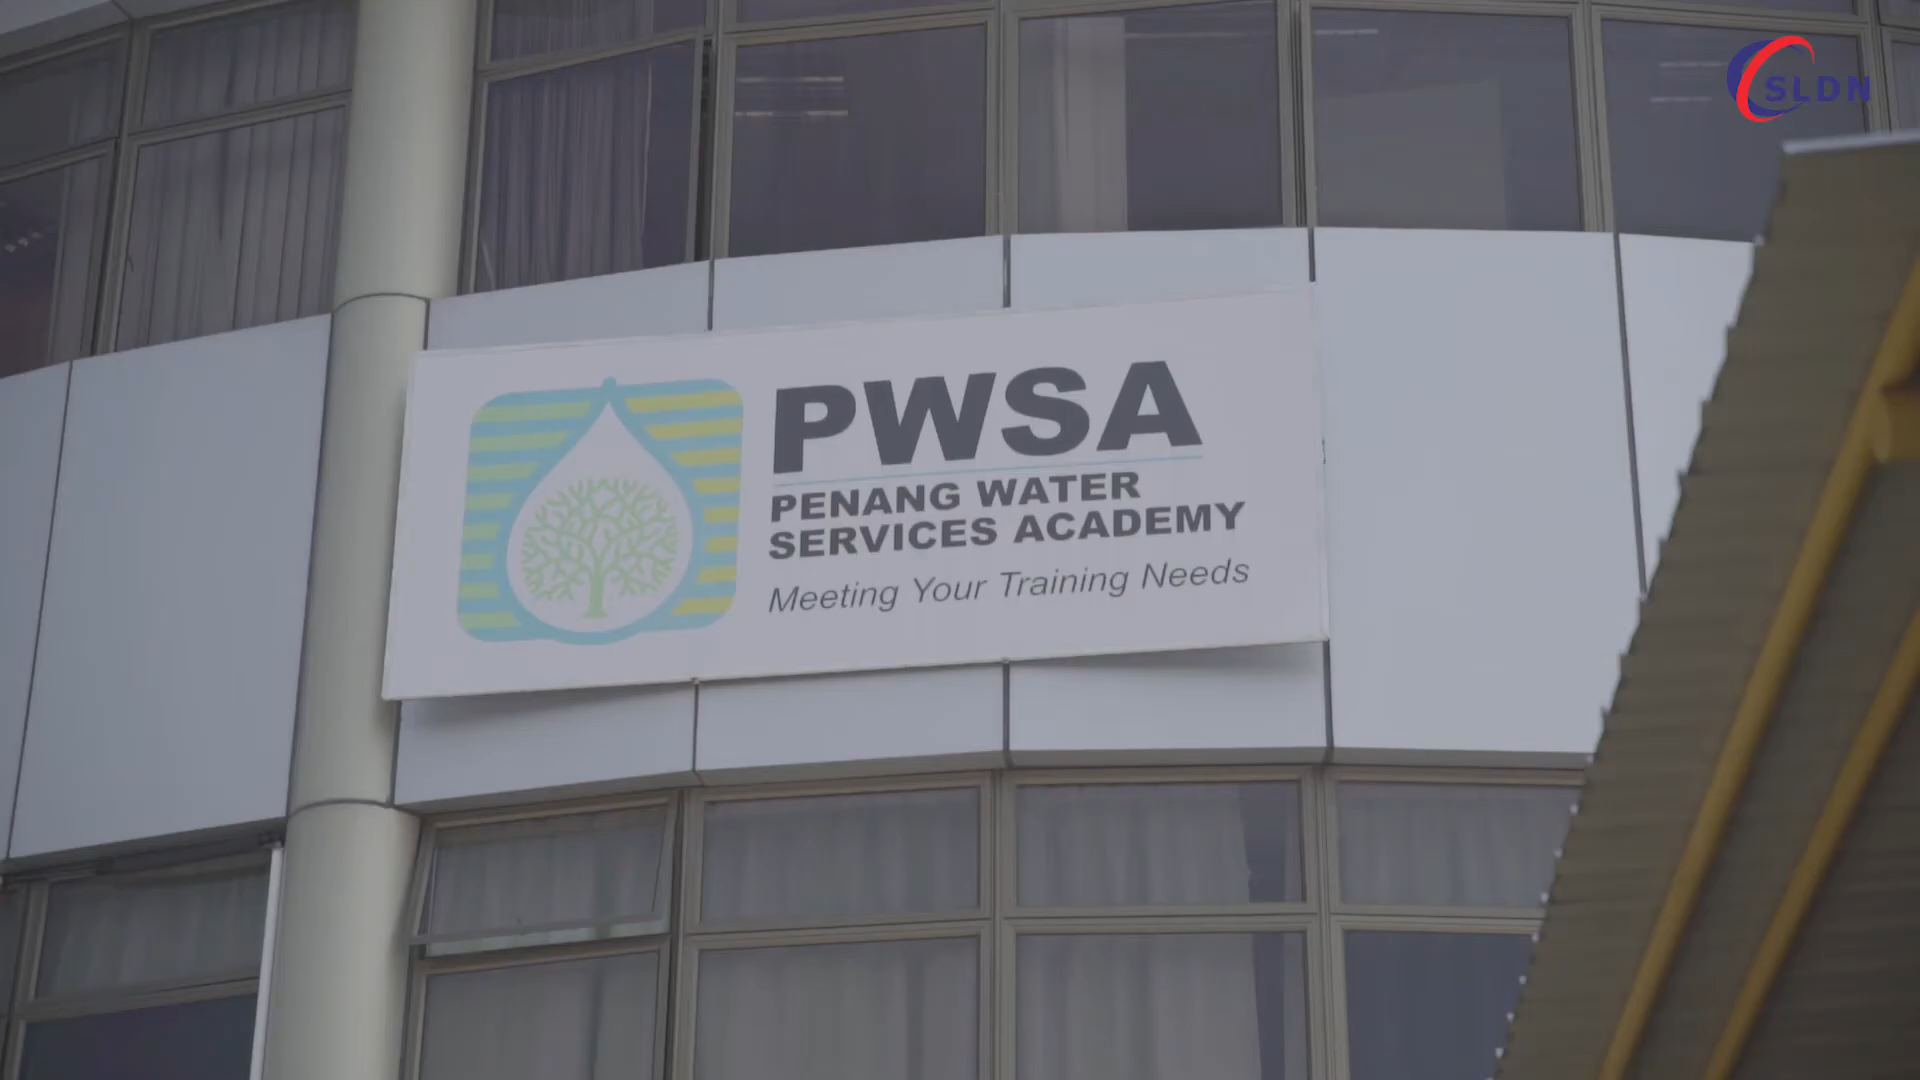 SLDN
PWSA
PENANG WATER
SERVICES ACADEMY
Meeting Your Training Needs